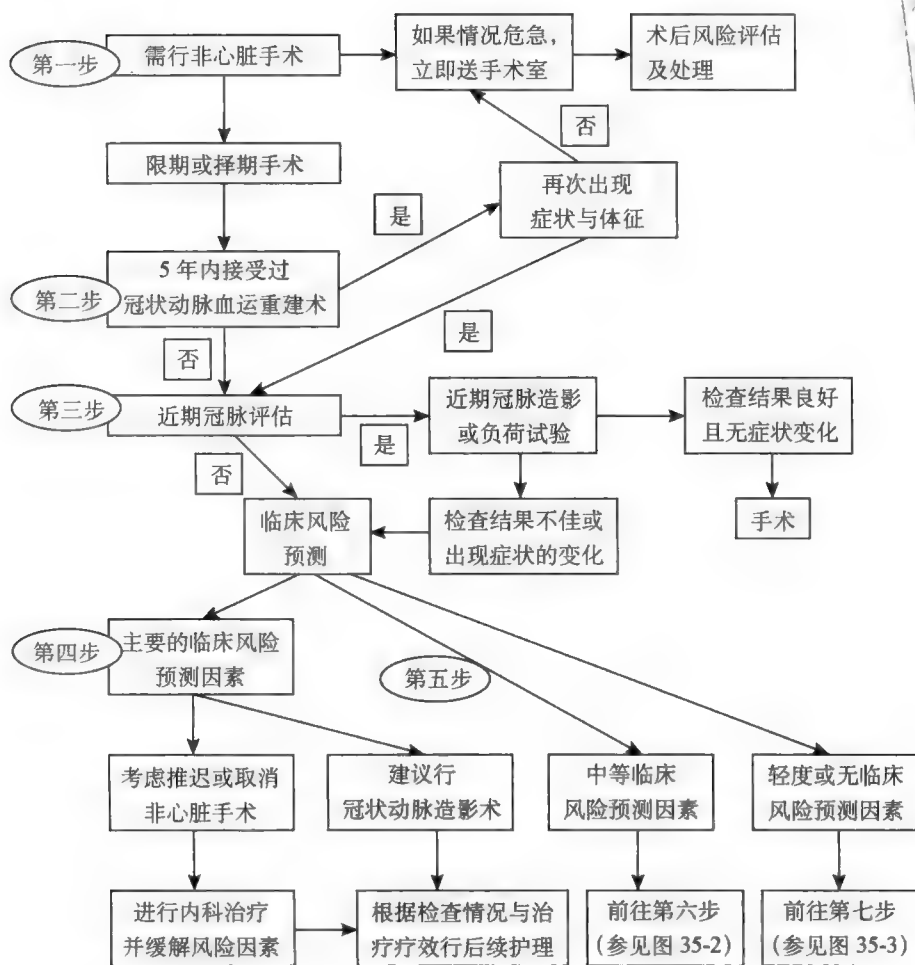 第一步
需行非心脏手术
如果情况危急，
立即送手术室
术后风险评估
及处理
否
限期或择期手术
再次出现
症状与体征
是
第二步
5 年内接受过
冠状动脉血运重建术
是
否
第三步
近期冠脉评估
是
近期冠脉造影
或负荷试验
检查结果良好
且无症状变化
否
临床风险
预测
检查结果不佳或
出现症状的变化
手术
第四步
主要的临床风险
预测因素
第五步
考虑推迟或取消
非心脏手术
建议行
冠状动脉造影术
中等临床
风险预测因素
轻度或无临床
风险预测因素
进行内科治疗
并缓解风险因素
根据检查情况与治
疗疗效行后续护理
前往第六步
（参见图 35-2）
前往第七步
（参见图 35-3）